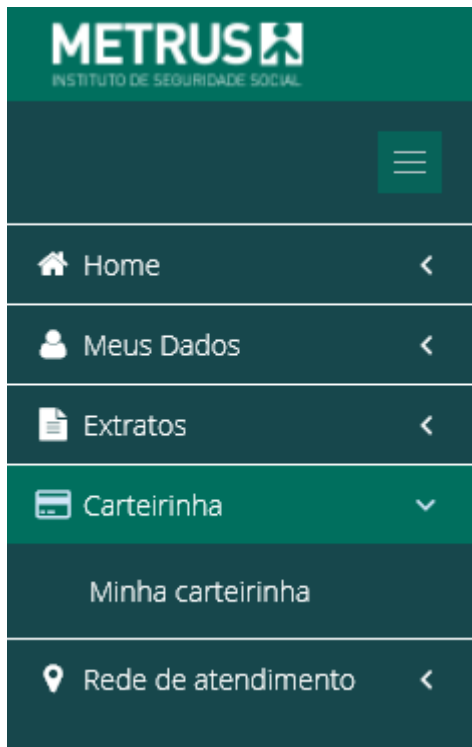 METRUS
INSTITUTO DE SEGURIDADE SOCIAL
Home
Meus Dados
Extratos
Carteirinha
Minha carteirinha
Rede de atendimento